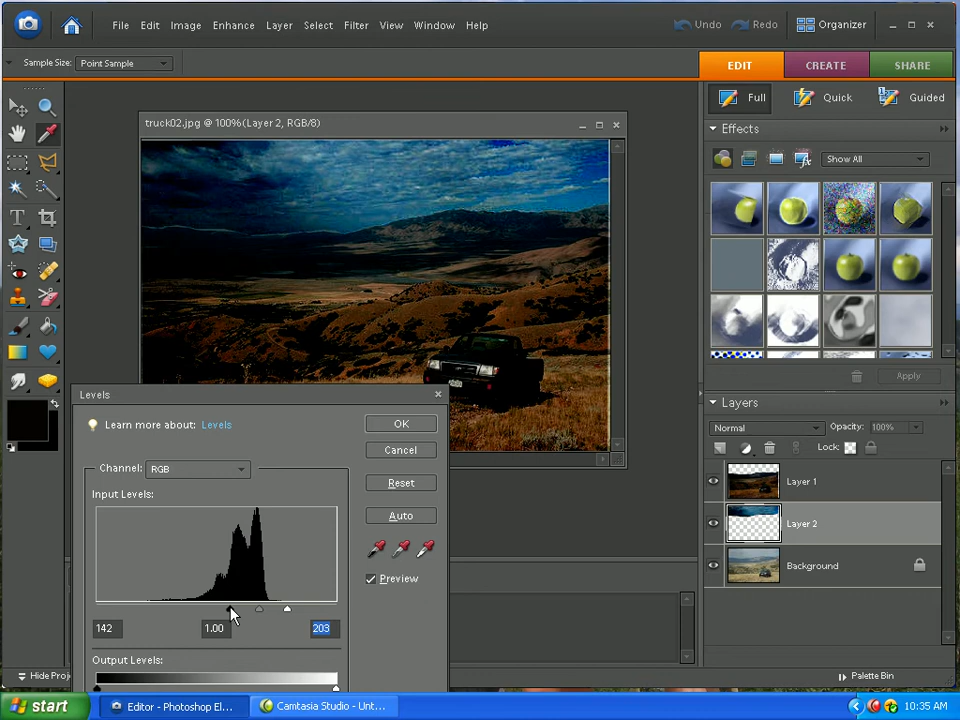 File Edit Image Enhance Layer Select Filter View Window Help Undo Redo Organizer
Sample Size: Point Sample EDIT CREATE SHARE
Full Quick Guided
truck02.jpg @ 100%(Layer 2, RGB/8)
Effects
Show All
Apply
Levels
Learn more about: Levels
OK
Channel: RGB
Cancel
Input Levels:
Reset
Auto
Preview
142 1.00 203
Output Levels:
Layers
Normal Opacity: 100%
Lock:
Layer 1
Layer 2
Background
Hide Proj
Palette Bin
start Editor - Photoshop El... Camtasia Studio - Unt... 10:35 AM